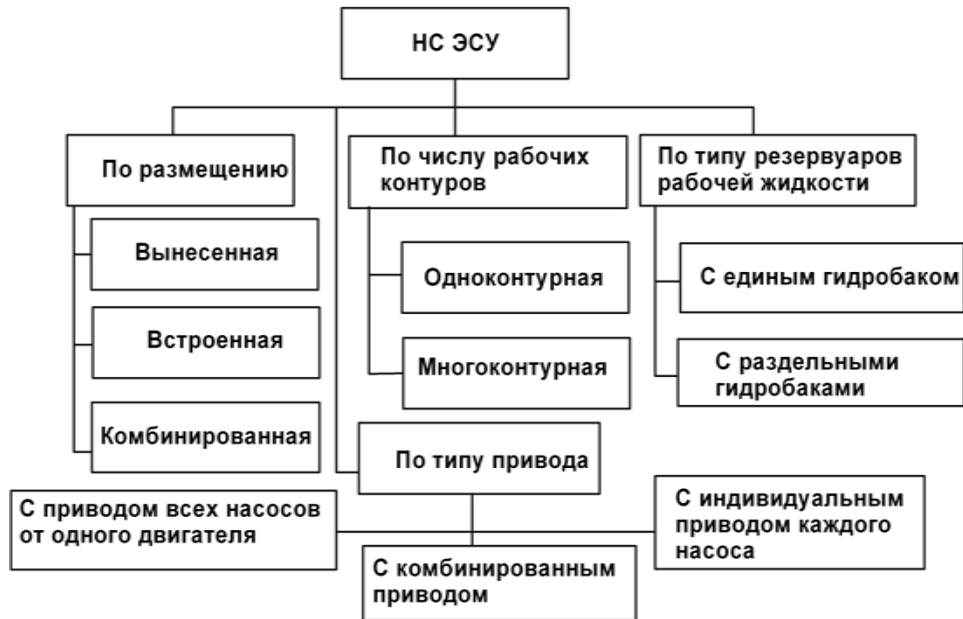 НС ЭСУ
По размещению
Вынесенная
Встроенная
Комбинированная
По числу рабочих
контуров
Одноконтурная
Многоконтурная
По типу резервуаров
рабочей жидкости
С единым гидробаком
С раздельными
гидробаками
По типу привода
С приводом всех насосов
от одного двигателя
С комбинированным
приводом
С индивидуальным
приводом каждого
насоса